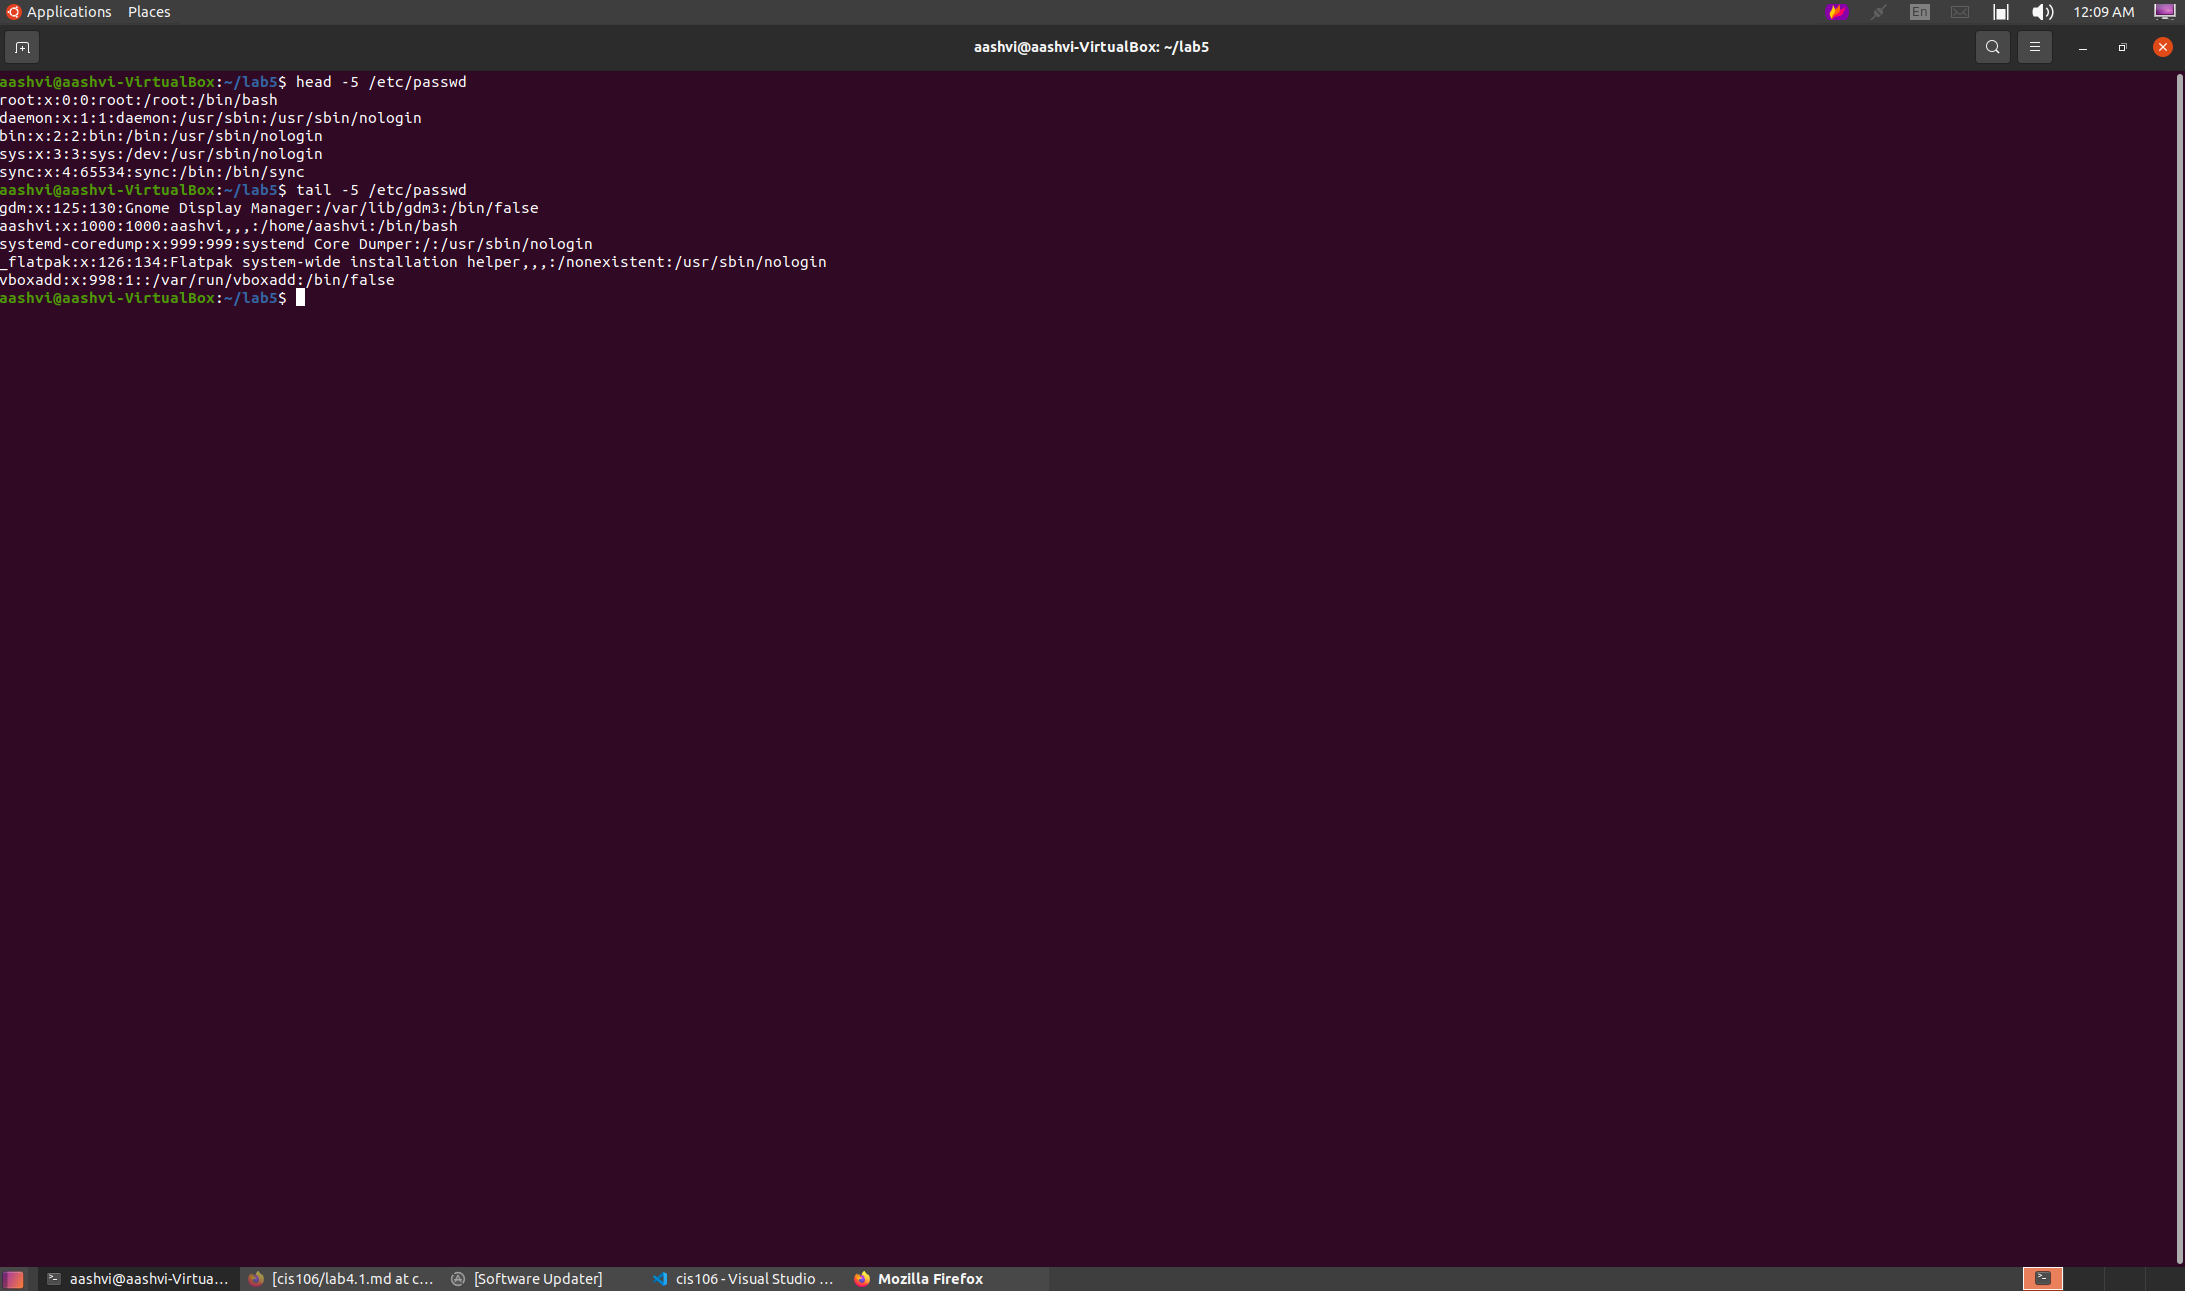 Applications Places En 12:09 AM
aashvi@aashvi-VirtualBox: ~/lab5
aashvi@aashvi-VirtualBox:~/lab5$ head -5 /etc/passwd
root:x:0:0:root:/root:/bin/bash
daemon:x:1:1:daemon:/usr/sbin:/usr/sbin/nologin
bin:x:2:2:bin:/bin:/usr/sbin/nologin
sys:x:3:3:sys:/dev:/usr/sbin/nologin
sync:x:4:65534:sync:/bin:/bin/sync
aashvi@aashvi-VirtualBox:~/lab5$ tail -5 /etc/passwd
gdm:x:125:130:Gnome Display Manager:/var/lib/gdm3:/bin/false
aashvi:x:1000:1000:aashvi,,,:/home/aashvi:/bin/bash
systemd-coredump:x:999:999:systemd Core Dumper:/:/usr/sbin/nologin
_flatpak:x:126:134:Flatpak system-wide installation helper,,,:/nonexistent:/usr/sbin/nologin
vboxadd:x:998:1::/var/run/vboxadd:/bin/false
aashvi@aashvi-VirtualBox:~/lab5$
aashvi@aashvi-Virtua... [cis106/lab4.1.md at c... [Software Updater] cis106 - Visual Studio ... Mozilla Firefox